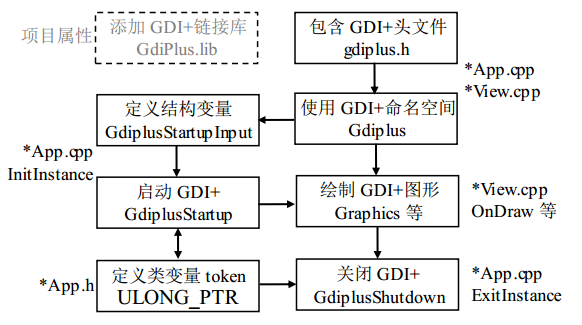 项目属性
添加 GDI+链接库
GdiPlus.lib
包含 GDI+头文件
gdiplus.h
*App.cpp
*View.cpp
定义结构变量
GdiplusStartupInput
使用 GDI+命名空间
Gdiplus
*App.cpp
InitInstance
启动 GDI+
GdiplusStartup
绘制 GDI+图形
Graphics 等
*View.cpp
OnDraw 等
*App.h
定义类变量 token
ULONG_PTR
关闭 GDI+
GdiplusShutdown
*App.cpp
ExitInstance